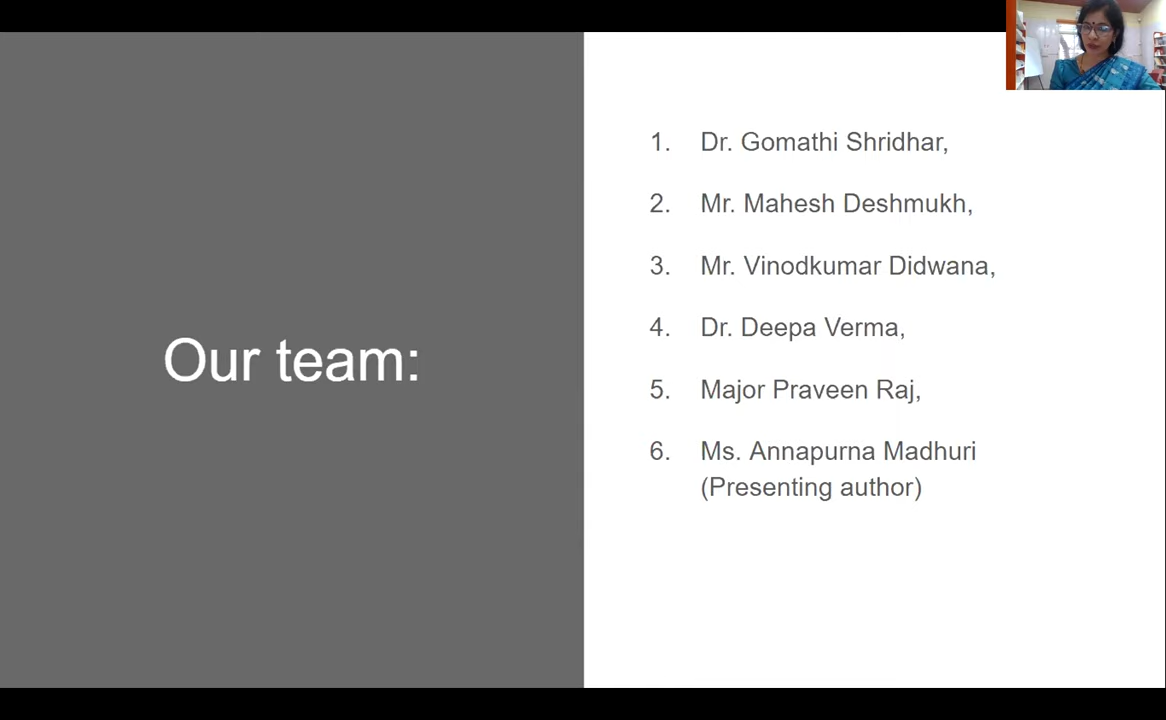 Our team:
1. Dr. Gomathi Shridhar,
2. Mr. Mahesh Deshmukh,
3. Mr. Vinodkumar Didwana,
4. Dr. Deepa Verma,
5. Major Praveen Raj,
6. Ms. Annapurna Madhuri
(Presenting author)